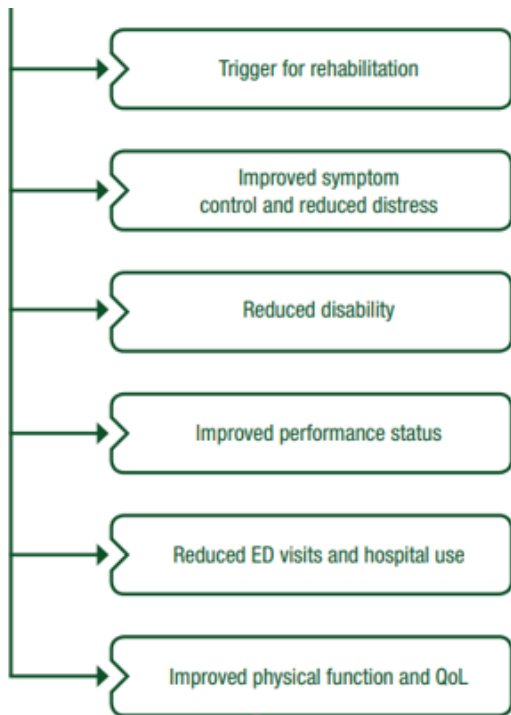 Trigger for rehabilitation
Improved symptom
control and reduced distress
Reduced disability
Improved performance status
Reduced ED visits and hospital use
Improved physical function and QoL